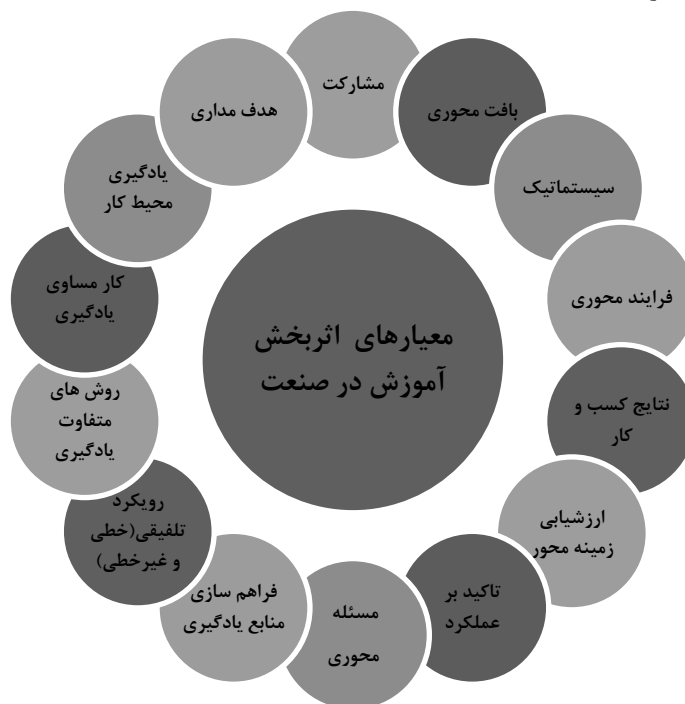 معیارهای اثربخش
آموزش در صنعت
مشارکت
بافت محوری
سیستماتیک
فرایند محوری
نتایج کسب و
کار
ارزشیابی
زمینه محور
تاکید بر
عملکرد
مسئله
محوری
فراهم سازی
منابع یادگیری
رویکرد
تلفیقی(خطی
و غیرخطی)
روش های
متفاوت
یادگیری
کار مساوی
یادگیری
یادگیری
محیط کار
هدف مداری